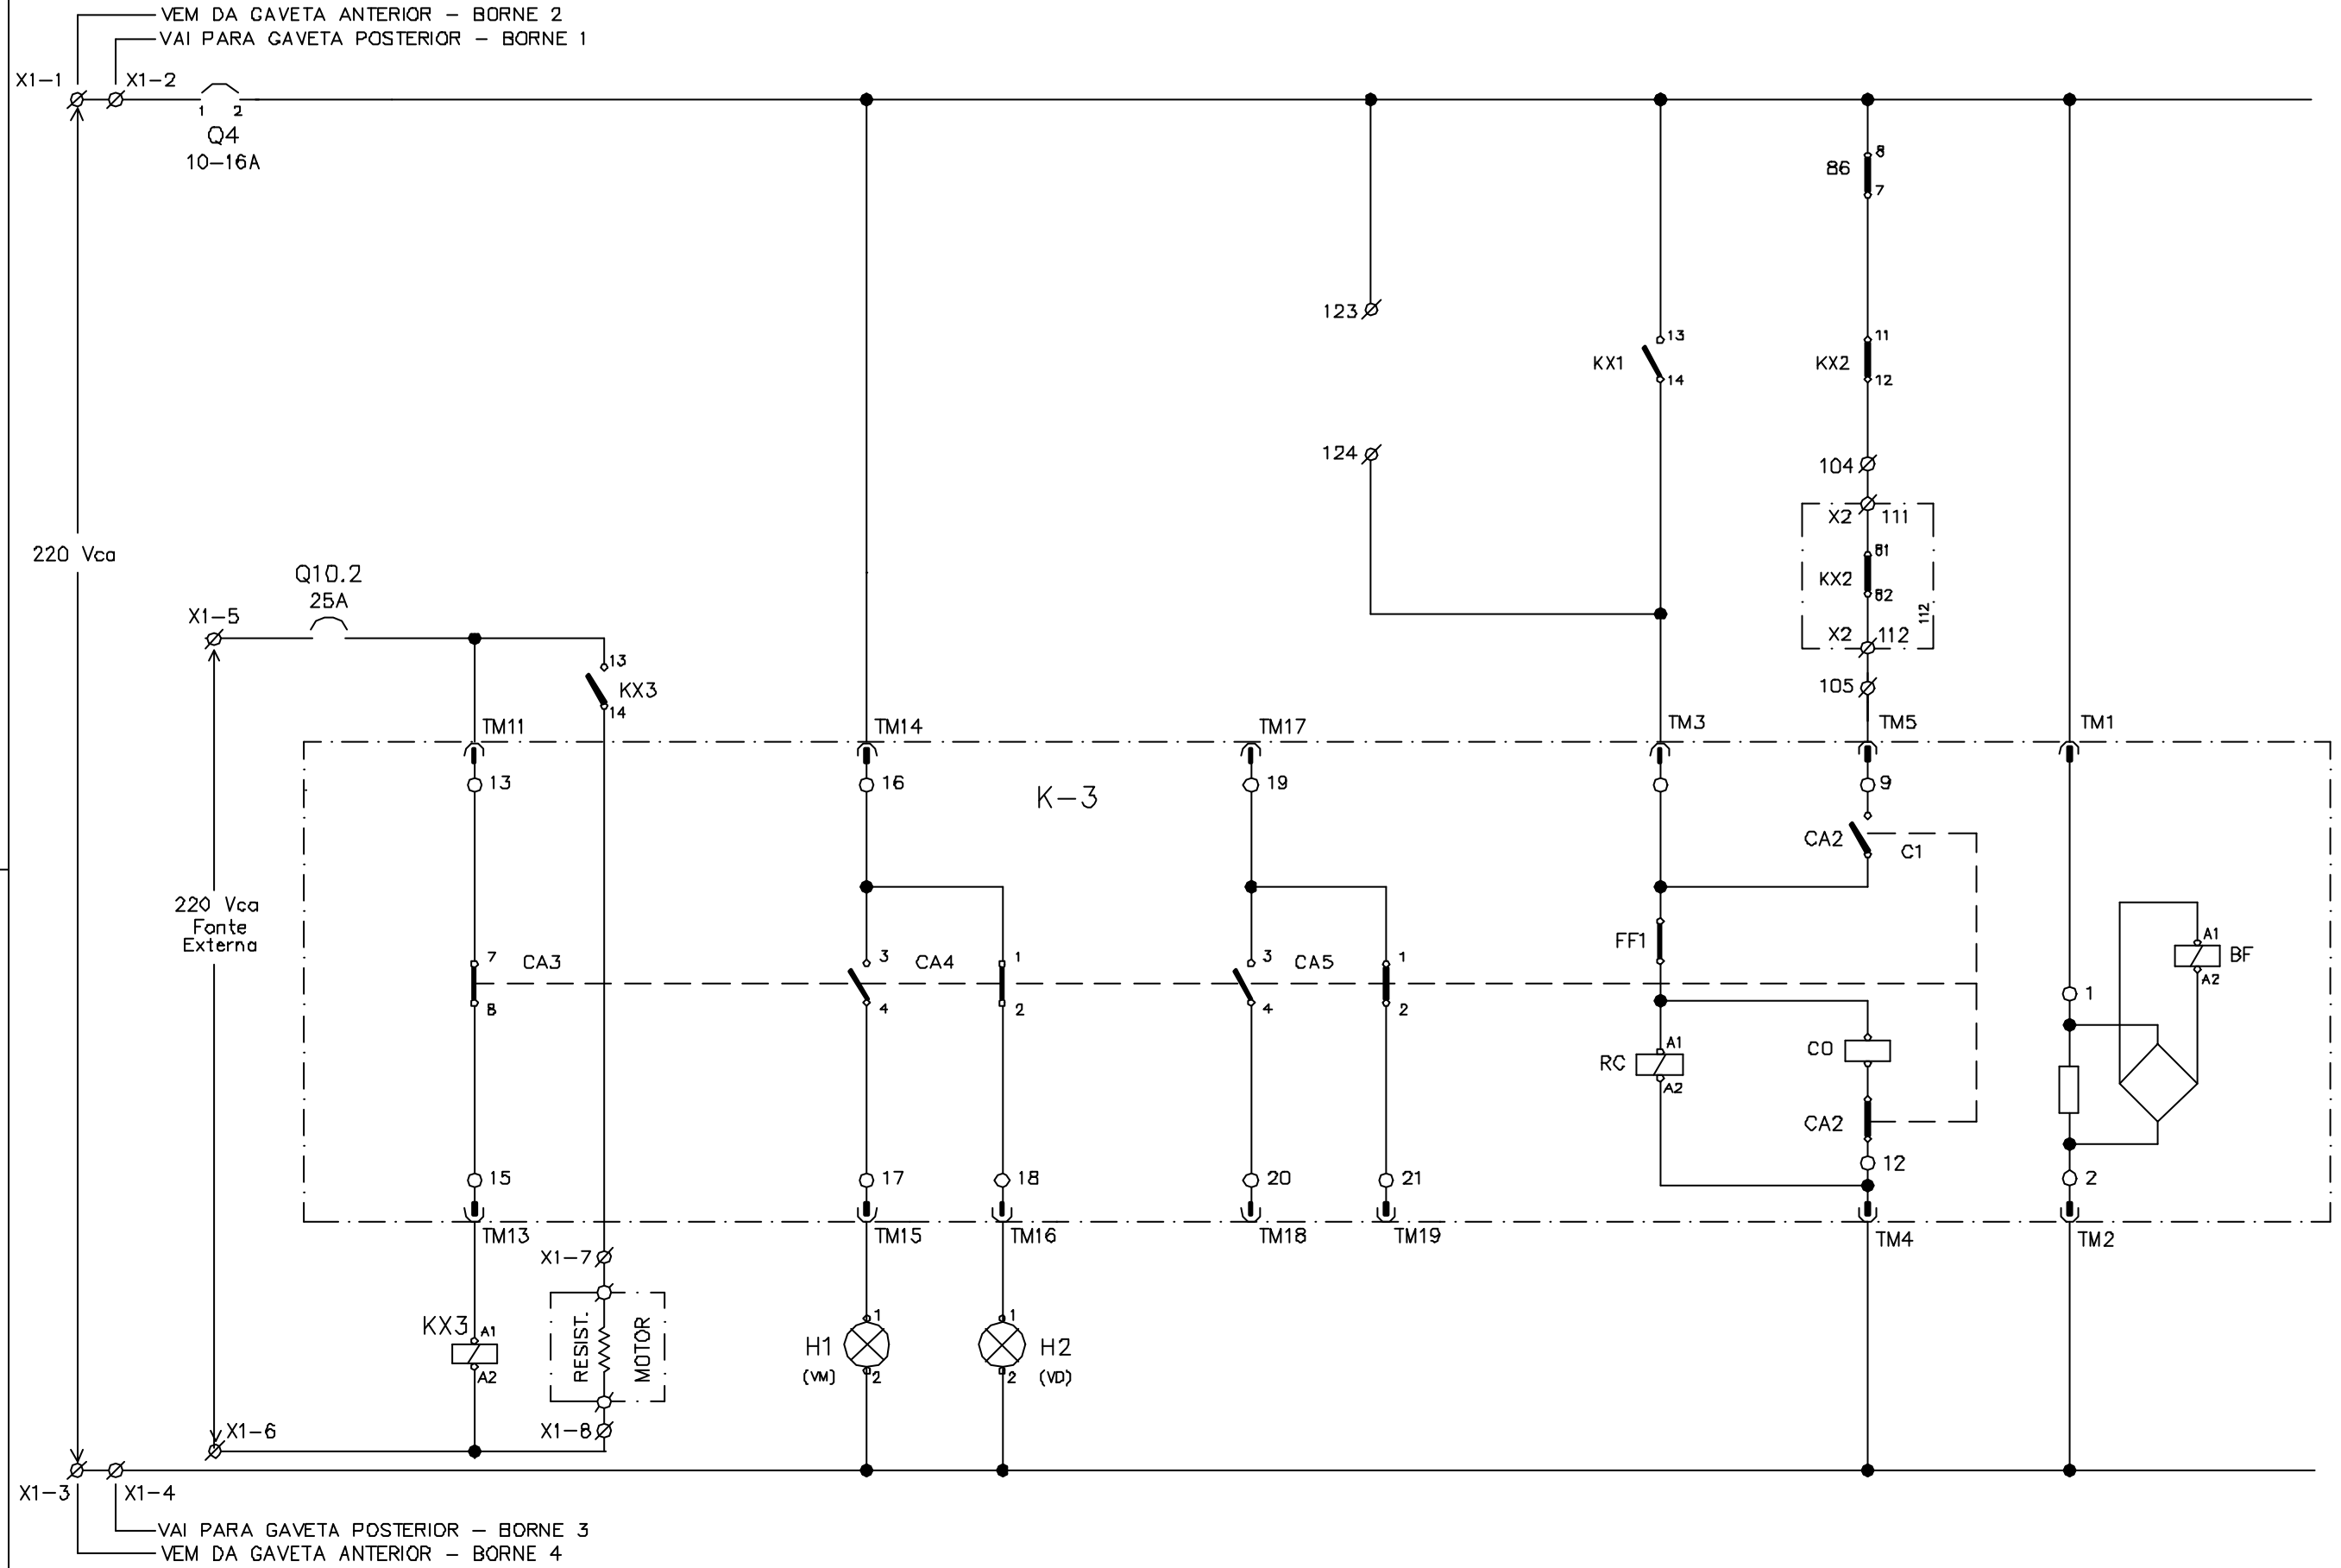 VEM DA GAVETA ANTERIOR – BORNE 2
VAI PARA GAVETA POSTERIOR – BORNE 1
X1–1
X1–2
1 2
Q4
10–16A
8
86
7
123
13
KX1
14
11
KX2
12
124
104
X2 111
81
KX2
82
112
X2 112
105
220 Vca
Q10.2
25A
X1–5
13
KX3
14
TM11
TM14
TM17
TM3
TM5
TM1
13
16
K–3
19
9
CA2
C1
220 Vca
Fonte
Externa
7
CA3
8
3
CA4
1
4
2
3
CA5
1
4
2
FF1
A1
BF
A2
1
A1
RC
A2
CO
CA2
15
17
18
20
21
12
2
TM13
X1–7
TM15
TM16
TM18
TM19
TM4
TM2
KX3
A1
A2
RESIST.
MOTOR
1
H1
(VM)
2
1
H2
(VD)
2
X1–6
X1–8
X1–3
X1–4
VAI PARA GAVETA POSTERIOR – BORNE 3
VEM DA GAVETA ANTERIOR – BORNE 4